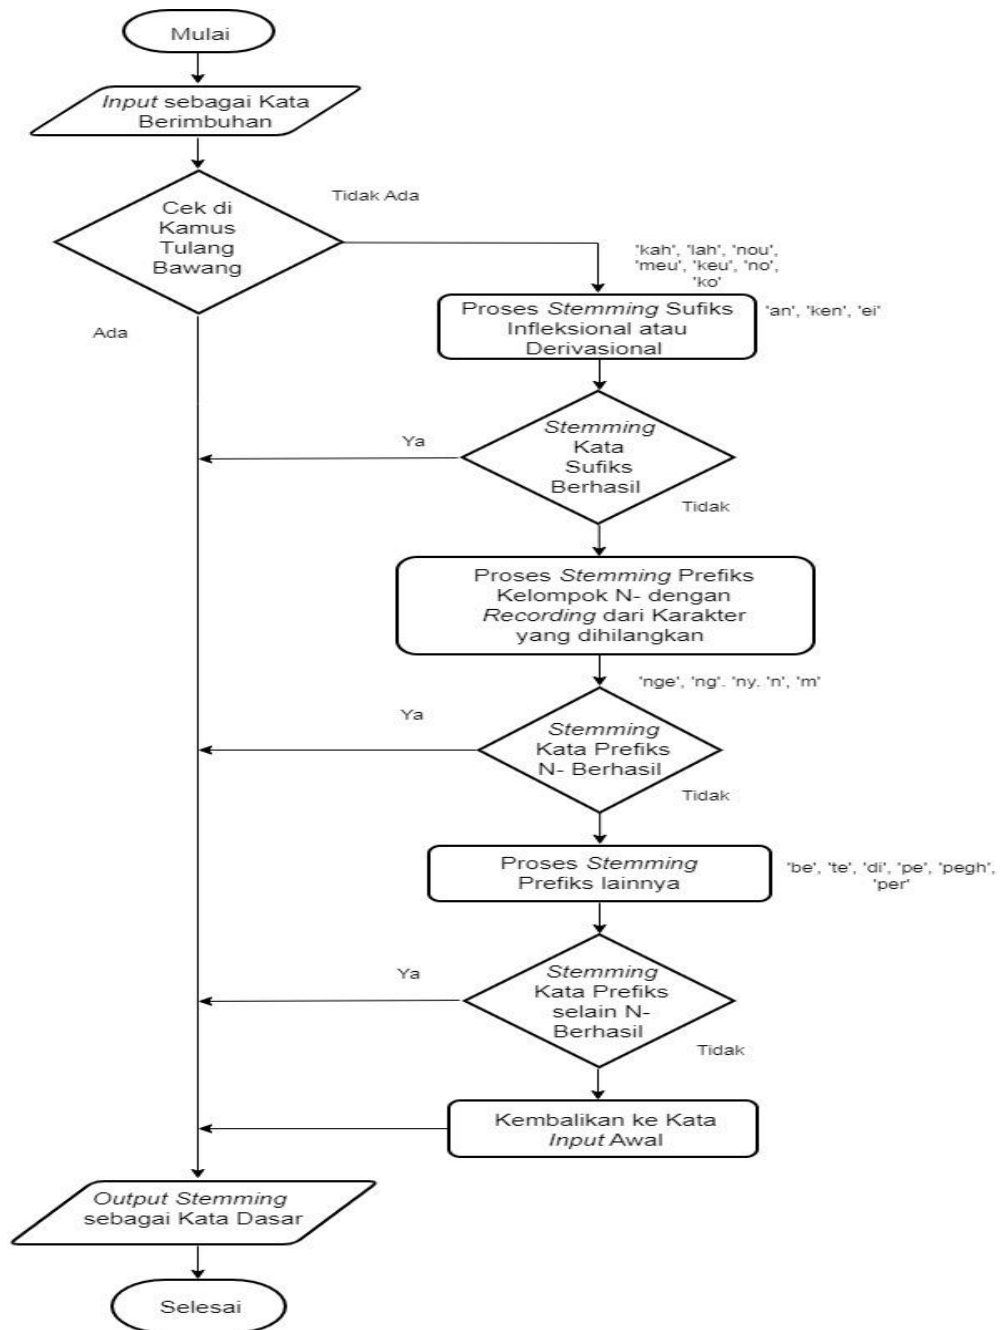 Mulai
Input sebagai Kata
Berimbuhan
Cek di
Kamus
Tulang
Bawang
Tidak Ada
Ada
'kah', 'lah', 'nou',
'meu', 'keu', 'no',
'ko'
Proses Stemming Sufiks
Infleksional atau
Derivasional
'an', 'ken', 'ei'
Stemming
Kata
Sufiks
Berhasil
Ya
Tidak
Proses Stemming Prefiks
Kelompok N- dengan
Recording dari Karakter
yang dihilangkan
'nge', 'ng'. 'ny. 'n', 'm'
Stemming
Kata Prefiks
N- Berhasil
Ya
Tidak
Proses Stemming
Prefiks lainnya
'be', 'te', 'di', 'pe', 'pegh',
'per'
Stemming
Kata Prefiks
selain N-
Berhasil
Ya
Tidak
Kembalikan ke Kata
Input Awal
Output Stemming
sebagai Kata Dasar
Selesai